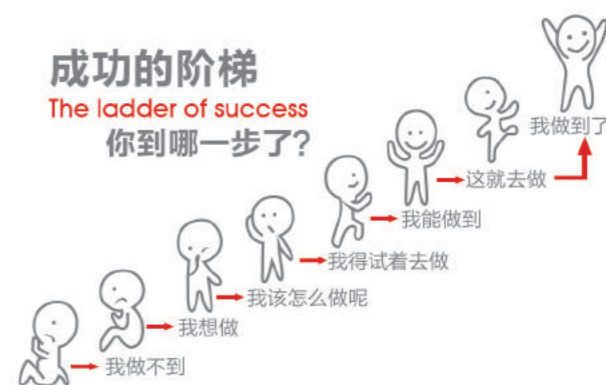 成功的阶梯
The ladder of success
你到哪一步了?
我做到了
这就去做
我能做到
我得试着去做
我该怎么做呢
我想做
我做不到